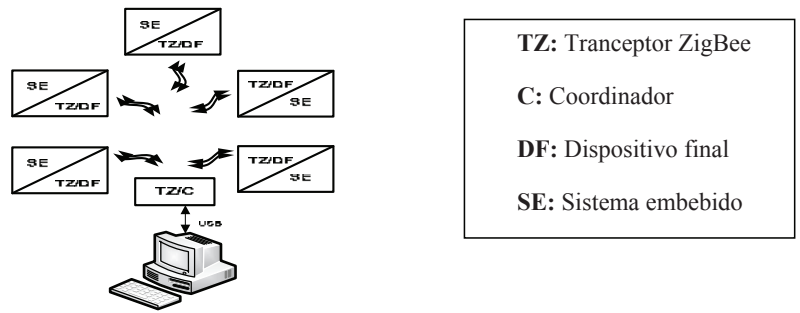 SE
TZ/DF
SE
TZ/DF
TZ/DF
SE
SE
TZ/DF
TZ/DF
SE
TZ/C
USB
TZ: Tranceptor ZigBee
C: Coordinador
DF: Dispositivo final
SE: Sistema embebido